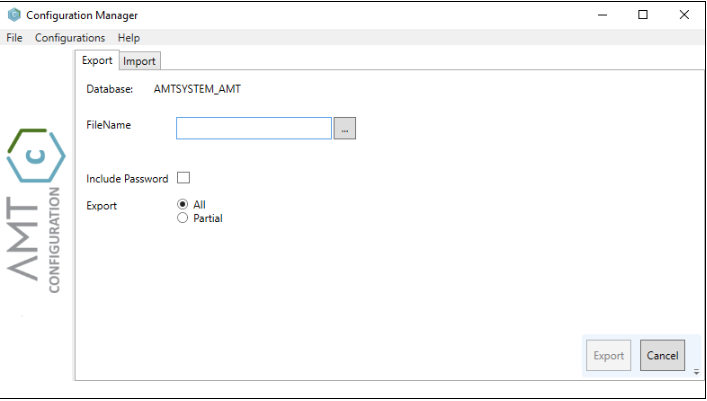 Configuration Manager
File Configurations Help
Export Import
Database: AMTSYSTEM_AMT
FileName ...
Include Password
Export All
Partial
C
AMT
CONFIGURATION
Export Cancel